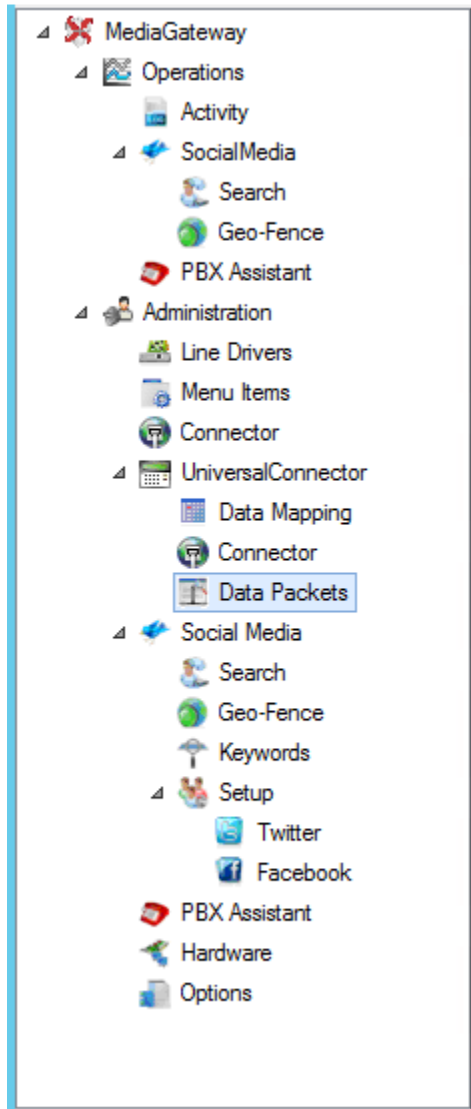 MediaGateway
Operations
Activity
SocialMedia
Search
Geo-Fence
PBX Assistant
Administration
Line Drivers
Menu Items
Connector
UniversalConnector
Data Mapping
Connector
Data Packets
Social Media
Search
Geo-Fence
Keywords
Setup
Twitter
Facebook
PBX Assistant
Hardware
Options